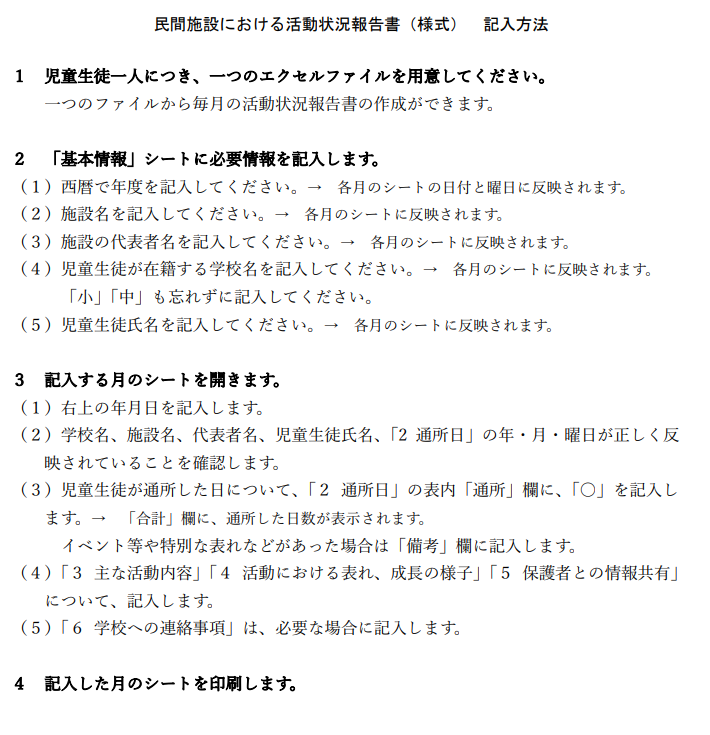 民間施設における活動状況報告書（様式）　記入方法
１　児童生徒一人につき、一つのエクセルファイルを用意してください。
一つのファイルから毎月の活動状況報告書の作成ができます。
２　「基本情報」シートに必要情報を記入します。
（１）西暦で年度を記入してください。→　各月のシートの日付と曜日に反映されます。
（２）施設名を記入してください。→　各月のシートに反映されます。
（３）施設の代表者名を記入してください。→　各月のシートに反映されます。
（４）児童生徒が在籍する学校名を記入してください。→　各月のシートに反映されます。
「小」「中」も忘れずに記入してください。
（５）児童生徒氏名を記入してください。→　各月のシートに反映されます。
３　記入する月のシートを開きます。
（１）右上の年月日を記入します。
（２）学校名、施設名、代表者名、児童生徒氏名、「２ 通所日」の年・月・曜日が正しく反
映されていることを確認します。
（３）児童生徒が通所した日について、「２　通所日」の表内「通所」欄に、「〇」を記入し
ます。→　「合計」欄に、通所した日数が表示されます。
イベント等や特別な表れなどがあった場合は「備考」欄に記入します。
（４）「３ 主な活動内容」「４ 活動における表れ、成長の様子」「５ 保護者との情報共有」
について、記入します。
（５）「６ 学校への連絡事項」は、必要な場合に記入します。
４　記入した月のシートを印刷します。